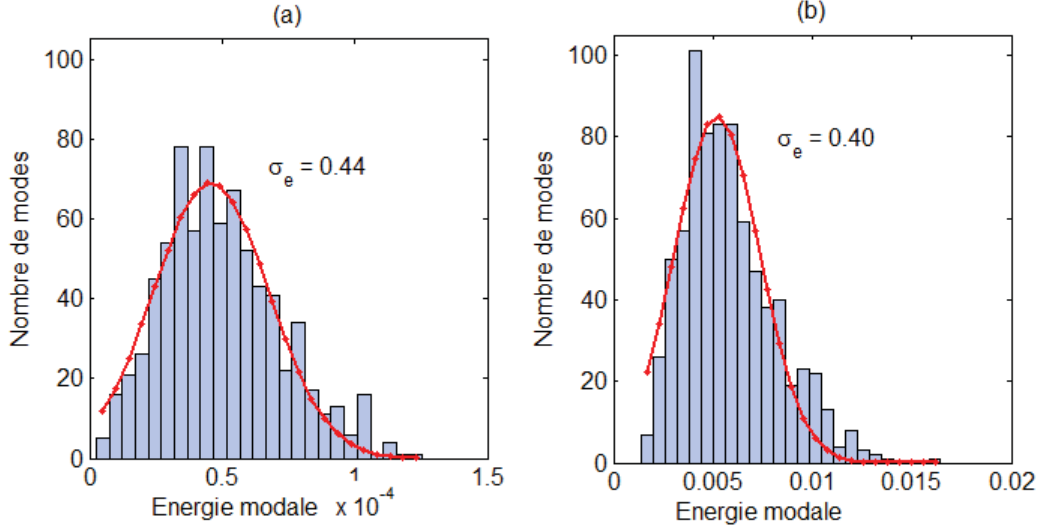 (a)
100
80
60
40
20
0
Nombre de modes
σe = 0.44
0
0.5
1
1.5
Energie modale x 10-4
(b)
100
80
60
40
20
0
Nombre de modes
σe = 0.40
0
0.005
0.01
0.015
0.02
Energie modale